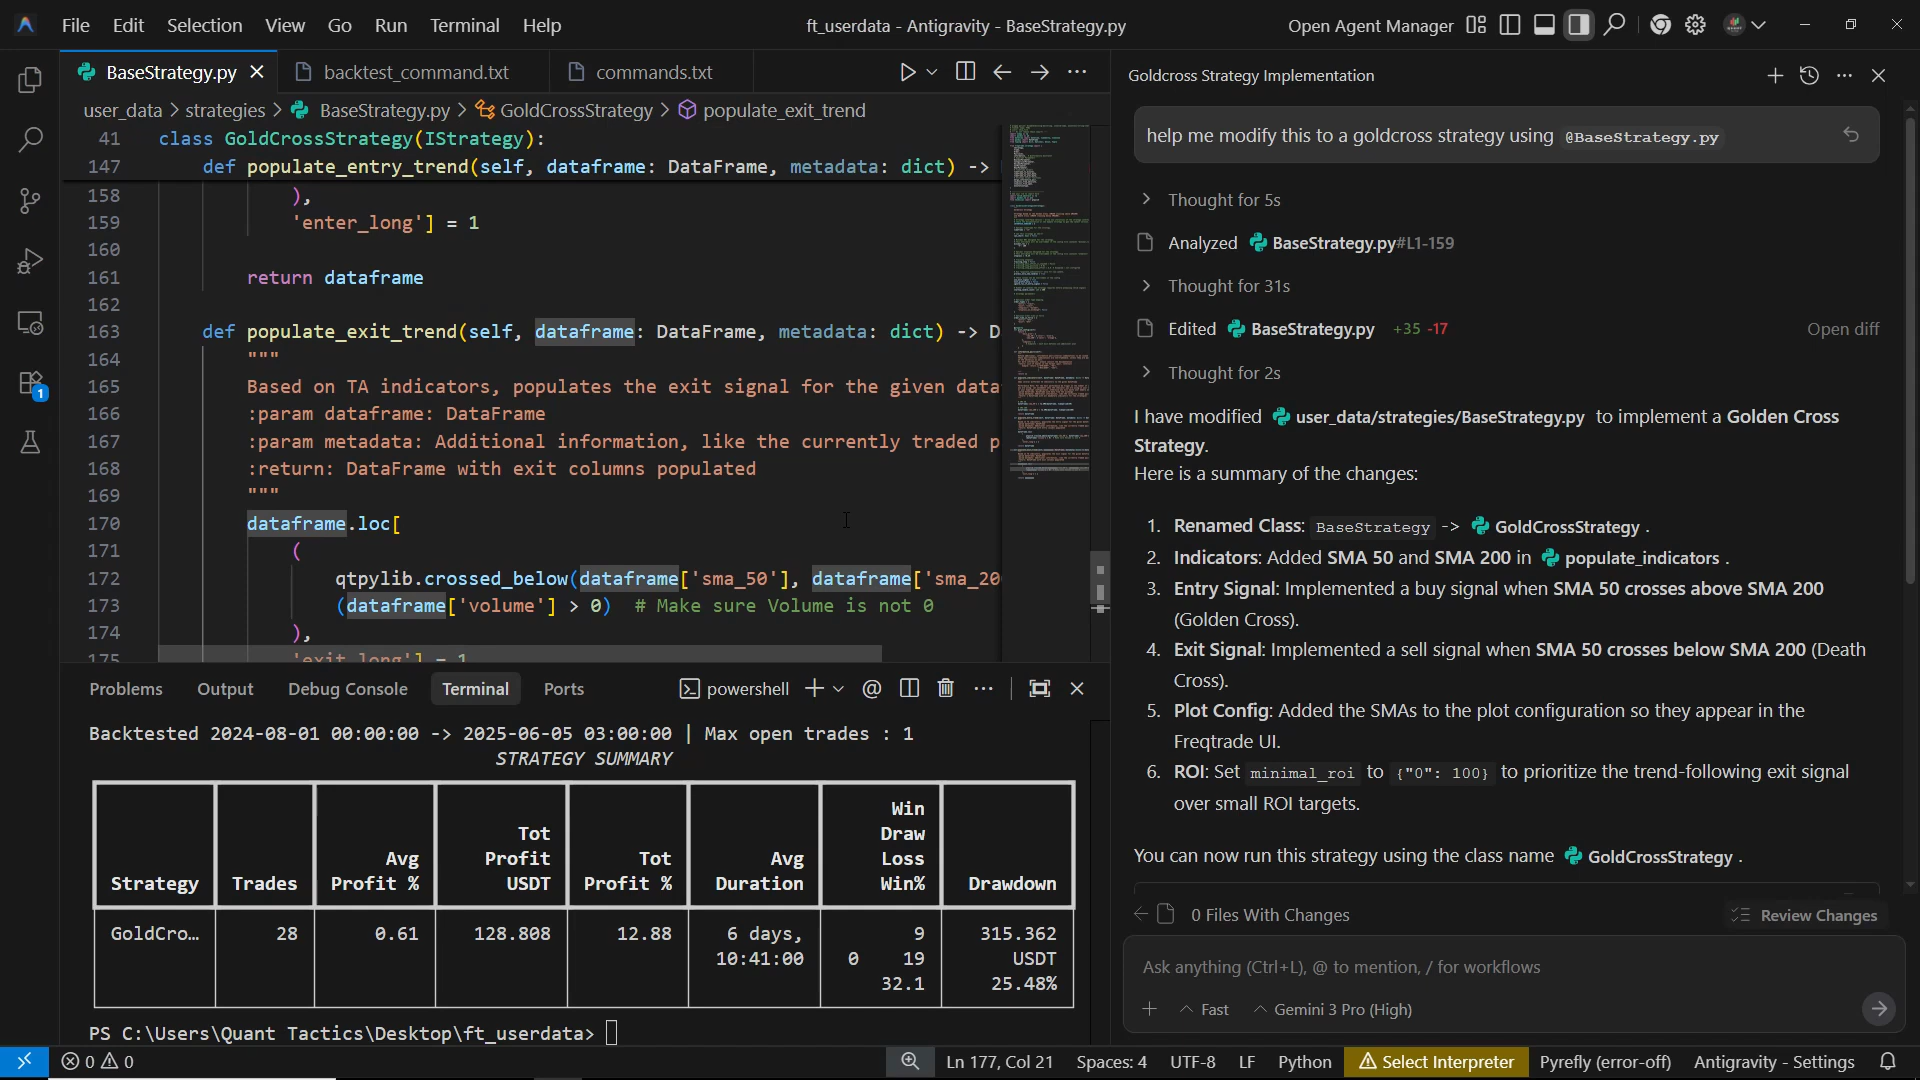 File Edit Selection View Go Run Terminal Help
ft_userdata - Antigravity - BaseStrategy.py
Open Agent Manager
BaseStrategy.py
backtest_command.txt
commands.txt
user_data > strategies > BaseStrategy.py > GoldCrossStrategy > populate_exit_trend
41 class GoldCrossStrategy(IStrategy):
147 def populate_entry_trend(self, dataframe: DataFrame, metadata: dict) ->
158 ),
159 'enter_long'] = 1
160
161 return dataframe
162
163 def populate_exit_trend(self, dataframe: DataFrame, metadata: dict) -> D
164 """
165 Based on TA indicators, populates the exit signal for the given data
166 :param dataframe: DataFrame
167 :param metadata: Additional information, like the currently traded p
168 :return: DataFrame with exit columns populated
169 """
170 dataframe.loc[
171 (
172 qtpylib.crossed_below(dataframe['sma_50'], dataframe['sma_20
173 (dataframe['volume'] > 0) # Make sure Volume is not 0
174 ),
175 'exit_long'] = 1
1
Problems Output Debug Console Terminal Ports
powershell
Backtested 2024-08-01 00:00:00 -> 2025-06-05 03:00:00 | Max open trades : 1
STRATEGY SUMMARY
Win
Tot Draw
Avg Profit Tot Avg Loss
Strategy Trades Profit % USDT Profit % Duration Win% Drawdown
GoldCro… 28 0.61 128.808 12.88 6 days, 9 315.362
10:41:00 0 19 USDT
32.1 25.48%
PS C:\Users\Quant Tactics\Desktop\ft_userdata>
Goldcross Strategy Implementation
help me modify this to a goldcross strategy using @BaseStrategy.py
Thought for 5s
Analyzed BaseStrategy.py#L1-159
Thought for 31s
Edited BaseStrategy.py +35 -17 Open diff
Thought for 2s
I have modified user_data/strategies/BaseStrategy.py to implement a Golden Cross
Strategy.
Here is a summary of the changes:
1. Renamed Class: BaseStrategy -> GoldCrossStrategy .
2. Indicators: Added SMA 50 and SMA 200 in populate_indicators .
3. Entry Signal: Implemented a buy signal when SMA 50 crosses above SMA 200
(Golden Cross).
4. Exit Signal: Implemented a sell signal when SMA 50 crosses below SMA 200 (Death
Cross).
5. Plot Config: Added the SMAs to the plot configuration so they appear in the
Freqtrade UI.
6. ROI: Set minimal_roi to {"0": 100} to prioritize the trend-following exit signal
over small ROI targets.
You can now run this strategy using the class name GoldCrossStrategy .
0 Files With Changes
Review Changes
Ask anything (Ctrl+L), @ to mention, / for workflows
Fast
Gemini 3 Pro (High)
0 0
Ln 177, Col 21 Spaces: 4 UTF-8 LF Python Select Interpreter Pyrefly (error-off) Antigravity - Settings